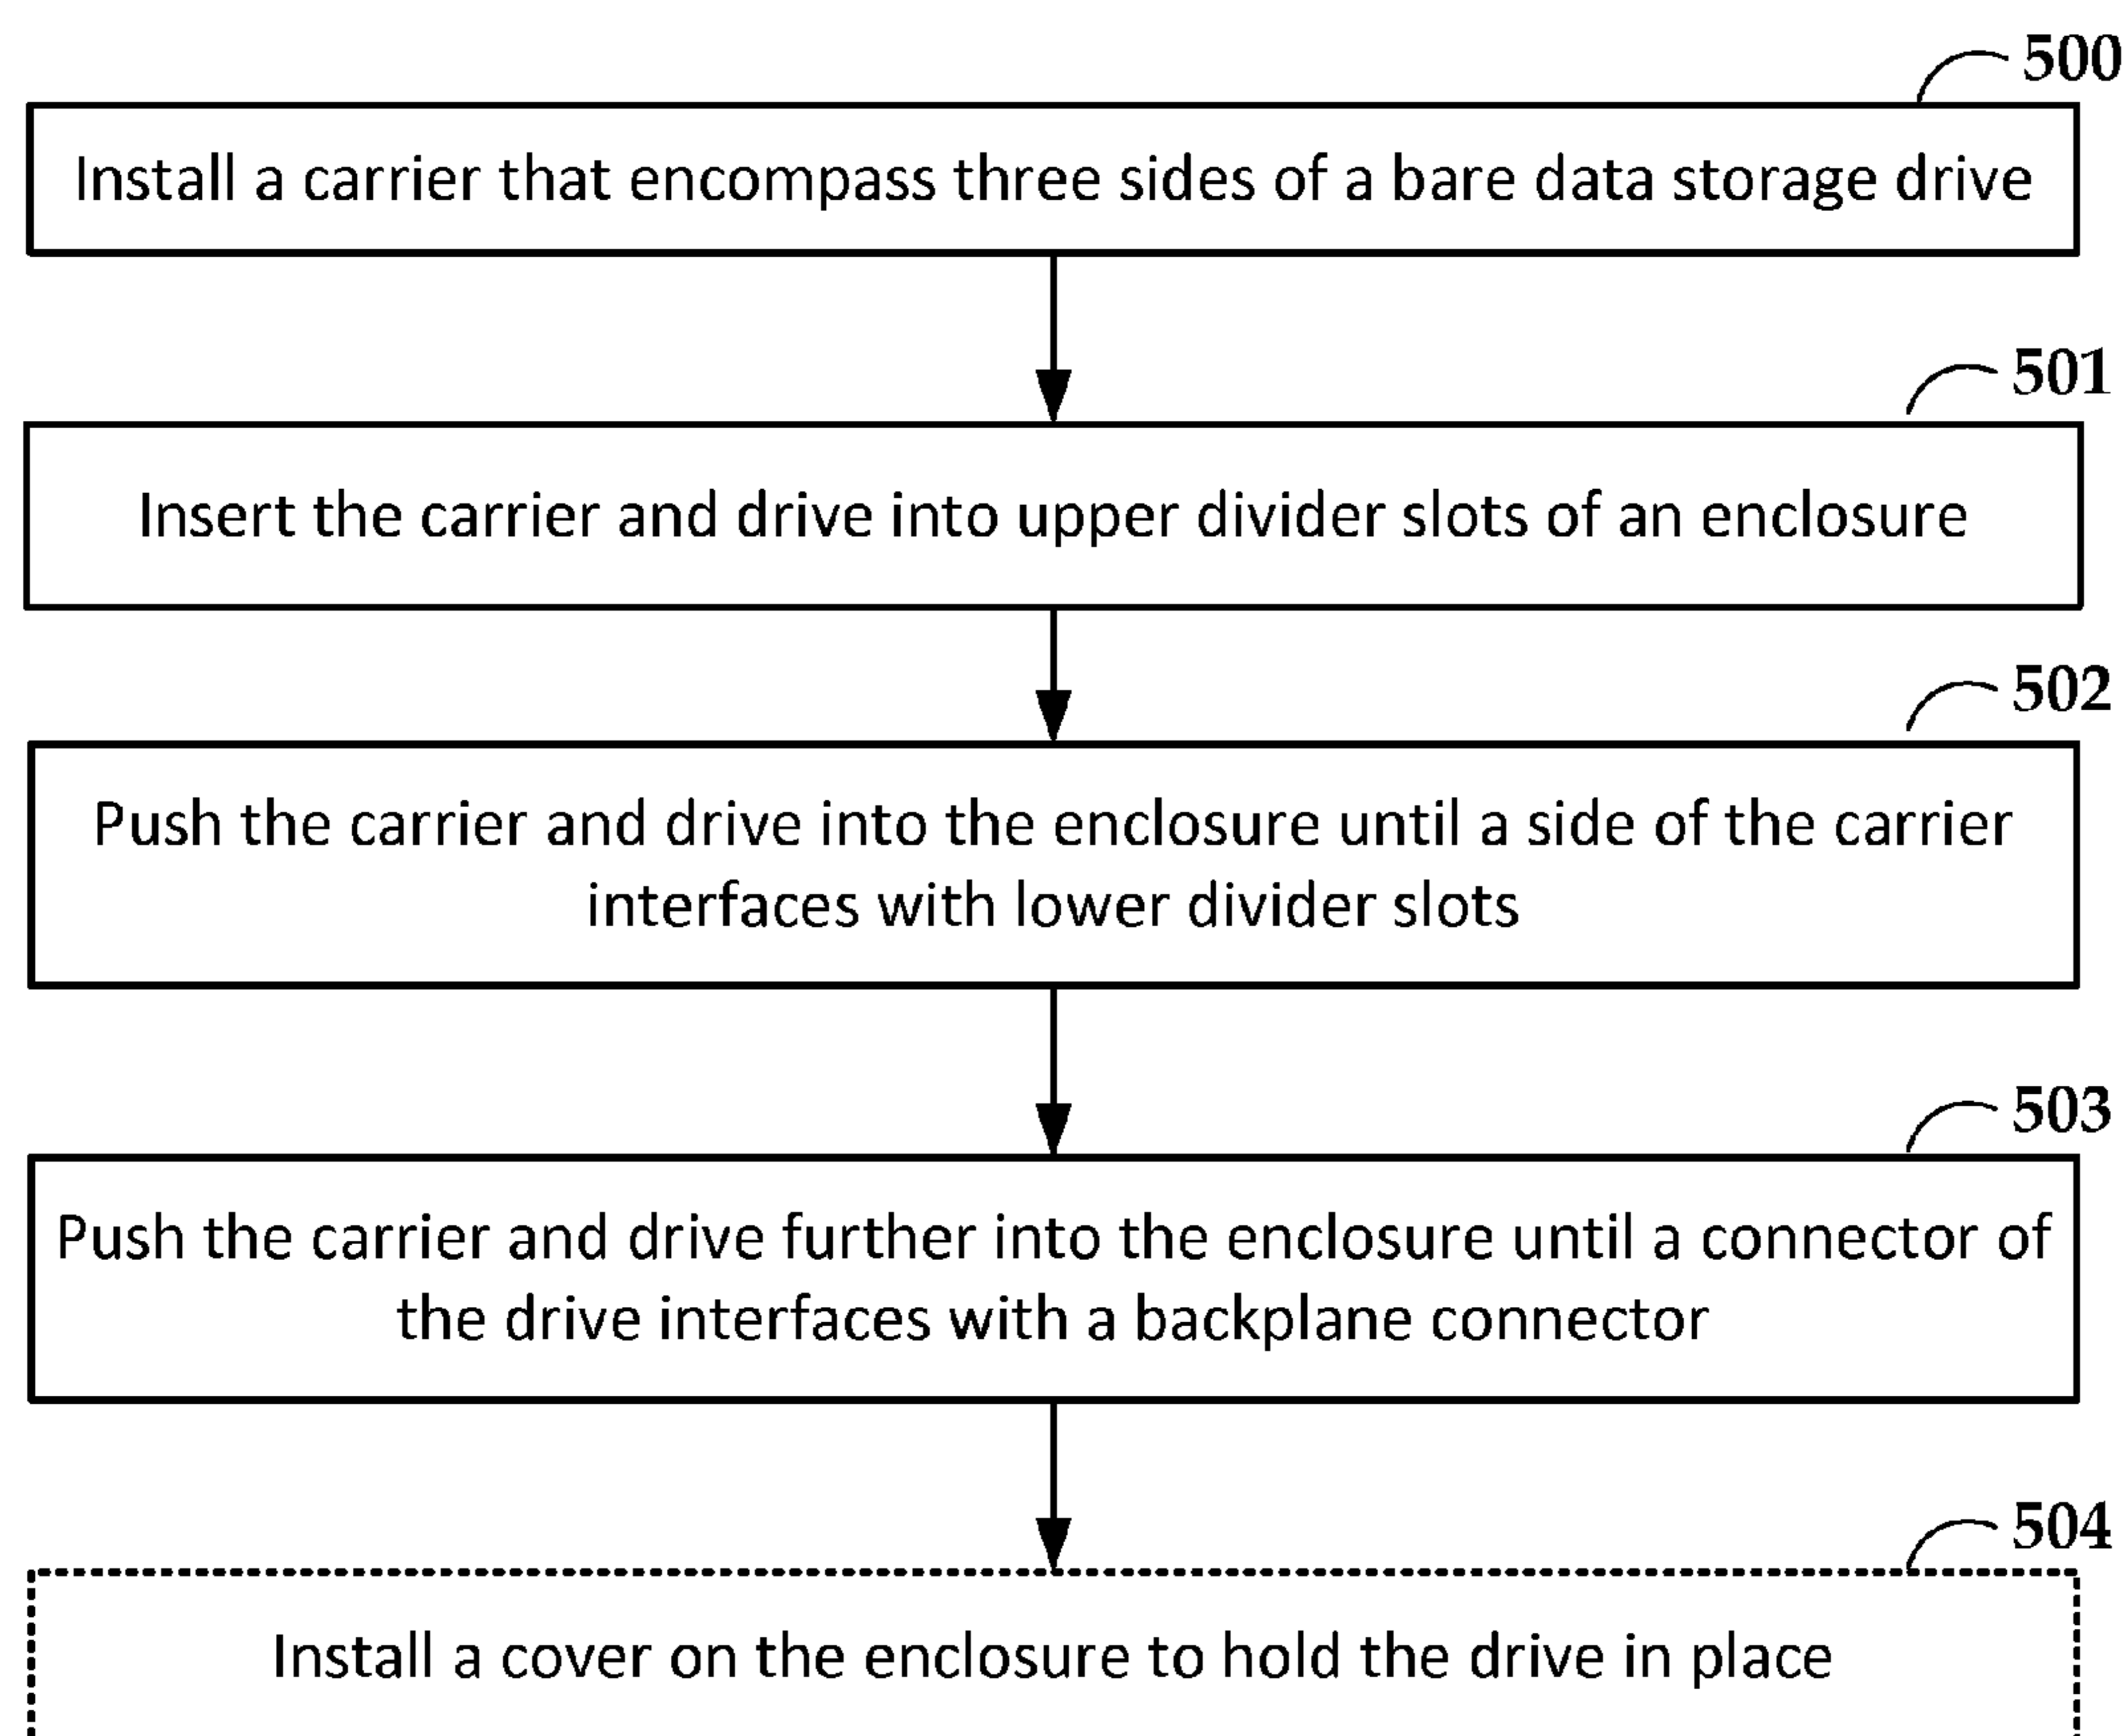 500
Install a carrier that encompass three sides of a bare data storage drive
501
Insert the carrier and drive into upper divider slots of an enclosure
502
Push the carrier and drive into the enclosure until a side of the carrier
interfaces with lower divider slots
503
Push the carrier and drive further into the enclosure until a connector of
the drive interfaces with a backplane connector
504
Install a cover on the enclosure to hold the drive in place